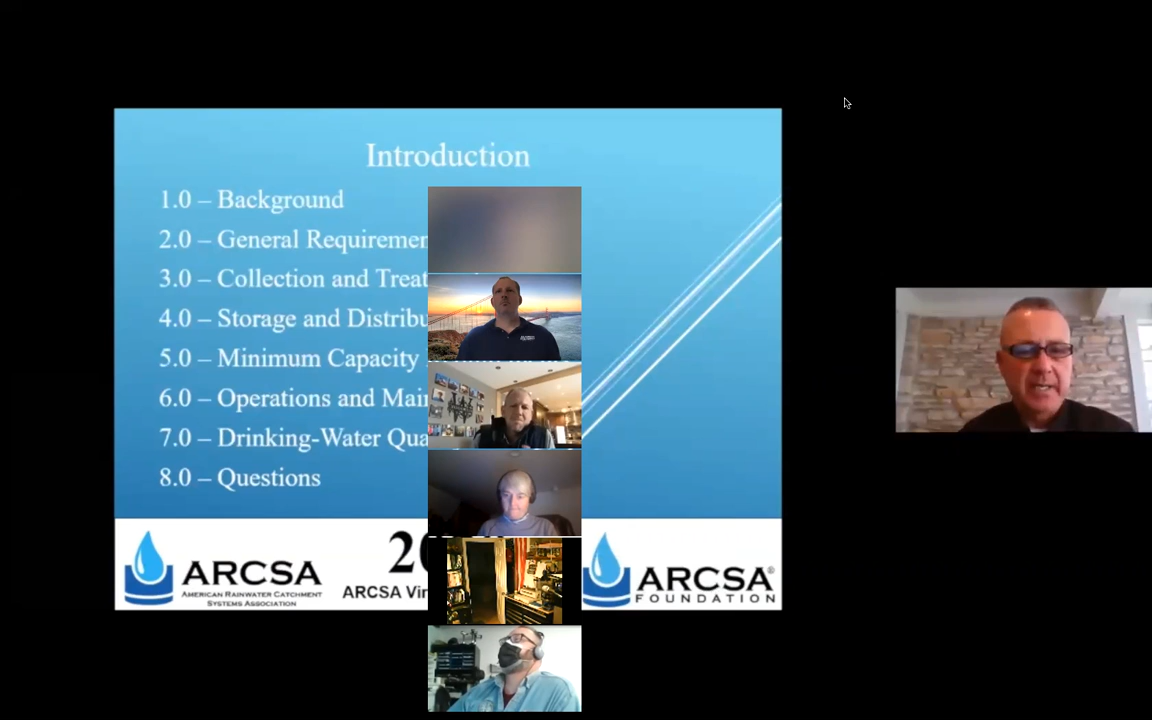 Introduction
1.0 – Background
2.0 – General Requiremen
3.0 – Collection and Treat
4.0 – Storage and Distribu
5.0 – Minimum Capacity
6.0 – Operations and Mai
7.0 – Drinking-Water Qua
8.0 – Questions
ARCSA
AMERICAN RAINWATER CATCHMENT
SYSTEMS ASSOCIATION
20
ARCSA Vir
ARCSA®
FOUNDATION